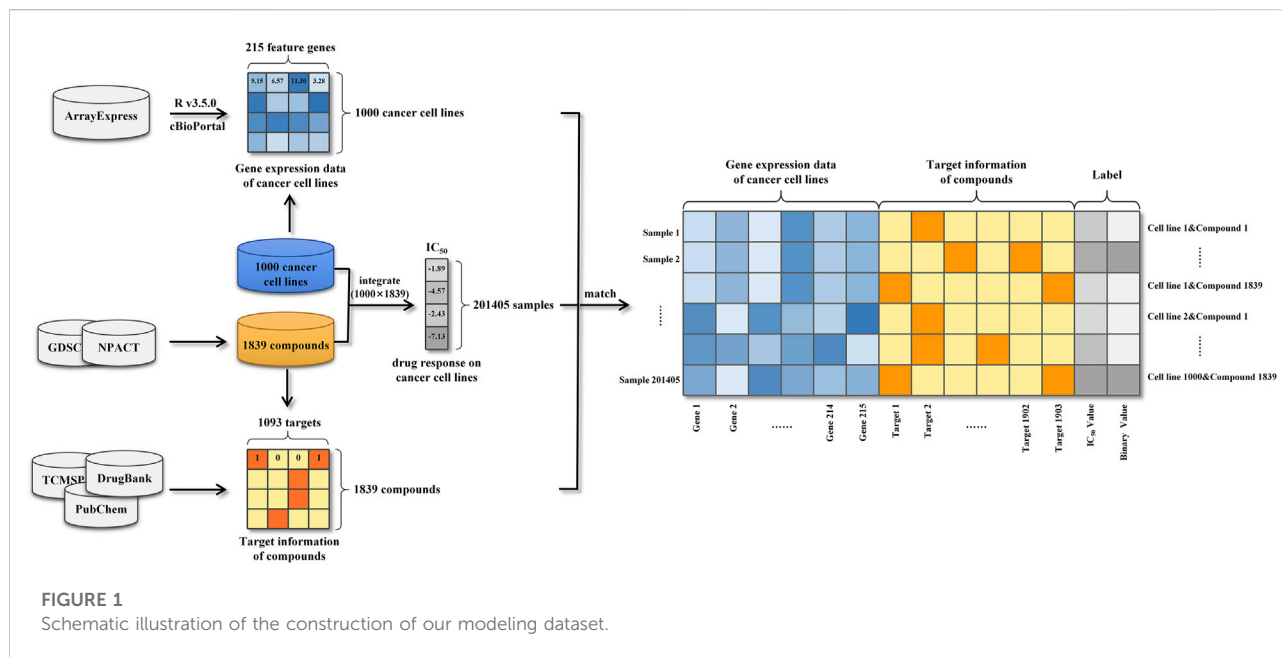 215 feature genes
9.15 6.57 11.30 3.28
ArrayExpress
R v3.5.0
cBioPortal
1000 cancer cell lines
Gene expression data
of cancer cell lines
1000 cancer
cell lines
integrate
(1000×1839)
IC50
-1.89
-4.57
-2.43
-7.13
201405 samples
drug response on
cancer cell lines
GDSC
NPACT
1839 compounds
1093 targets
1 0 0 1
TCMSP
DrugBank
PubChem
1839 compounds
Target information
of compounds
match
Gene expression data
of cancer cell lines
Target information
of compounds
Label
Sample 1
Sample 2
......
Sample 201405
Cell line 1&Compound 1
......
Cell line 1&Compound 1839
Cell line 2&Compound 1
......
Cell line 1000&Compound 1839
Gene 1
Gene 2
......
Gene 214
Gene 215
Target 1
Target 2
......
Target 1902
Target 1903
IC50 Value
Binary Value
FIGURE 1
Schematic illustration of the construction of our modeling dataset.